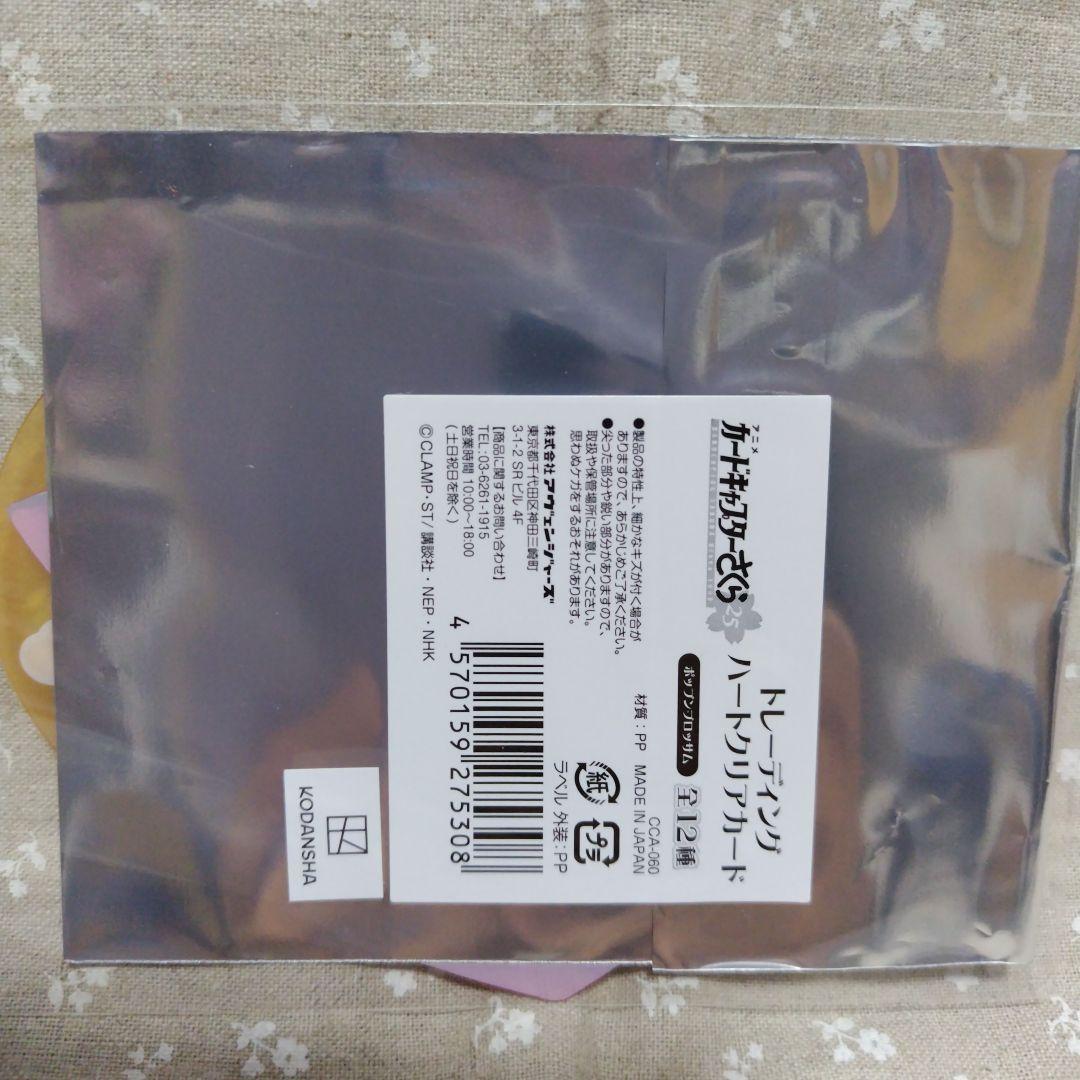 アニメ
カードキャプターさくら
25
トレーディング
ハートクリアカード
ポップンブロッサム
全12種
●製品の特性上、細かなキズが付く場合が
ありますので、あらかじめご了承ください。
●尖った部分や鋭い部分がありますので、
取扱や保管場所に注意してください。
思わぬケガをするおそれがあります。
材質：PP MADE IN JAPAN
CCA-060
株式会社アヴェンジャーズ
東京都千代田区神田三崎町
3-1-2 SRビル 4F
【商品に関するお問い合わせ】
TEL:03-6261-1915
営業時間 10:00～18:00
（土日祝日を除く）
©CLAMP・ST/講談社・NEP・NHK
紙
プラ
ラベル 外装：PP
4 570159 275308
KODANSHA